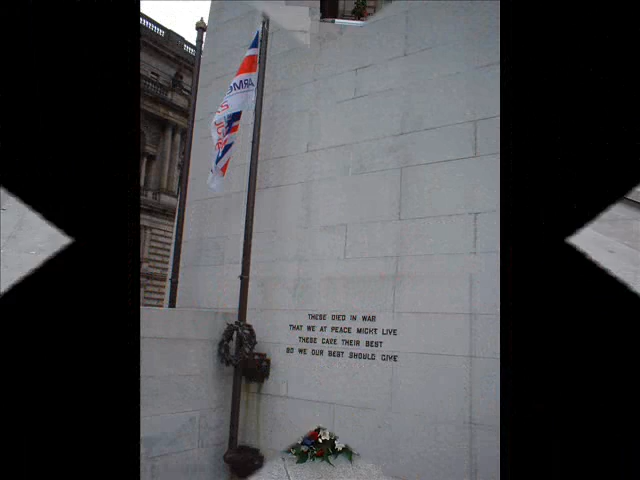 ARME
THESE DIED IN WAR
THAT WE AT PEACE MIGHT LIVE
THESE GAVE THEIR BEST
SO WE OUR BEST SHOULD GIVE